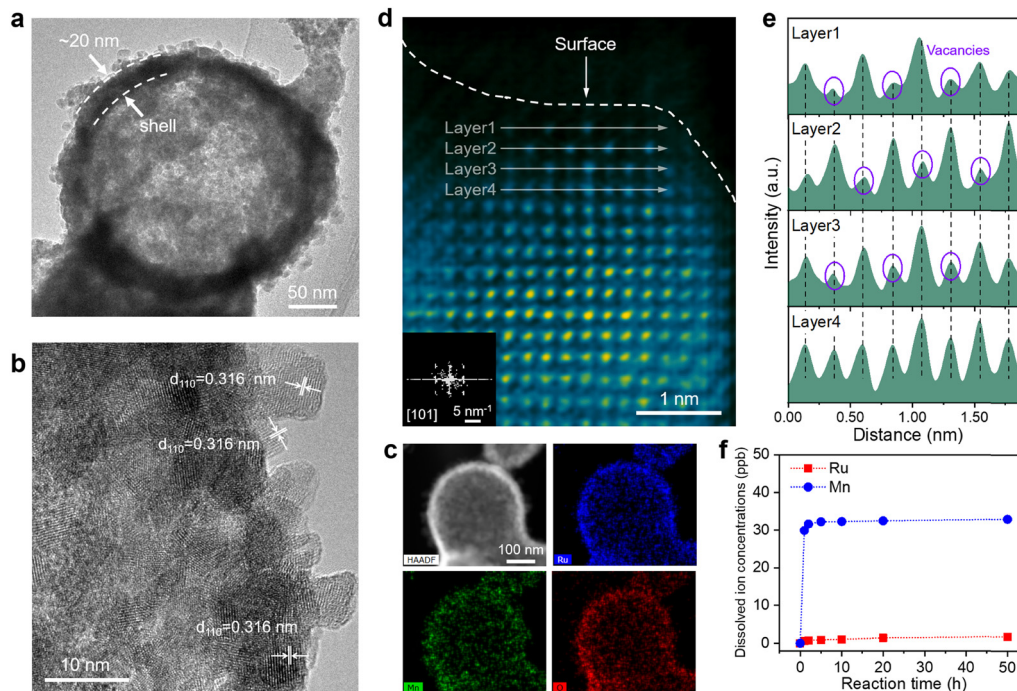 a
~20 nm
shell
50 nm
b
d110=0.316 nm
d110=0.316 nm
d110=0.316 nm
10 nm
d
Surface
Layer1
Layer2
Layer3
Layer4
[101]
5 nm-1
1 nm
c
HAADF
100 nm
Ru
Mn
O
e
Layer1
Vacancies
Layer2
Layer3
Layer4
Intensity (a.u.)
0.00 0.50 1.00 1.50
Distance (nm)
f
Ru
Mn
Dissolved ion concentrations (ppb)
50
40
30
20
10
0
0 10 20 30 40 50
Reaction time (h)